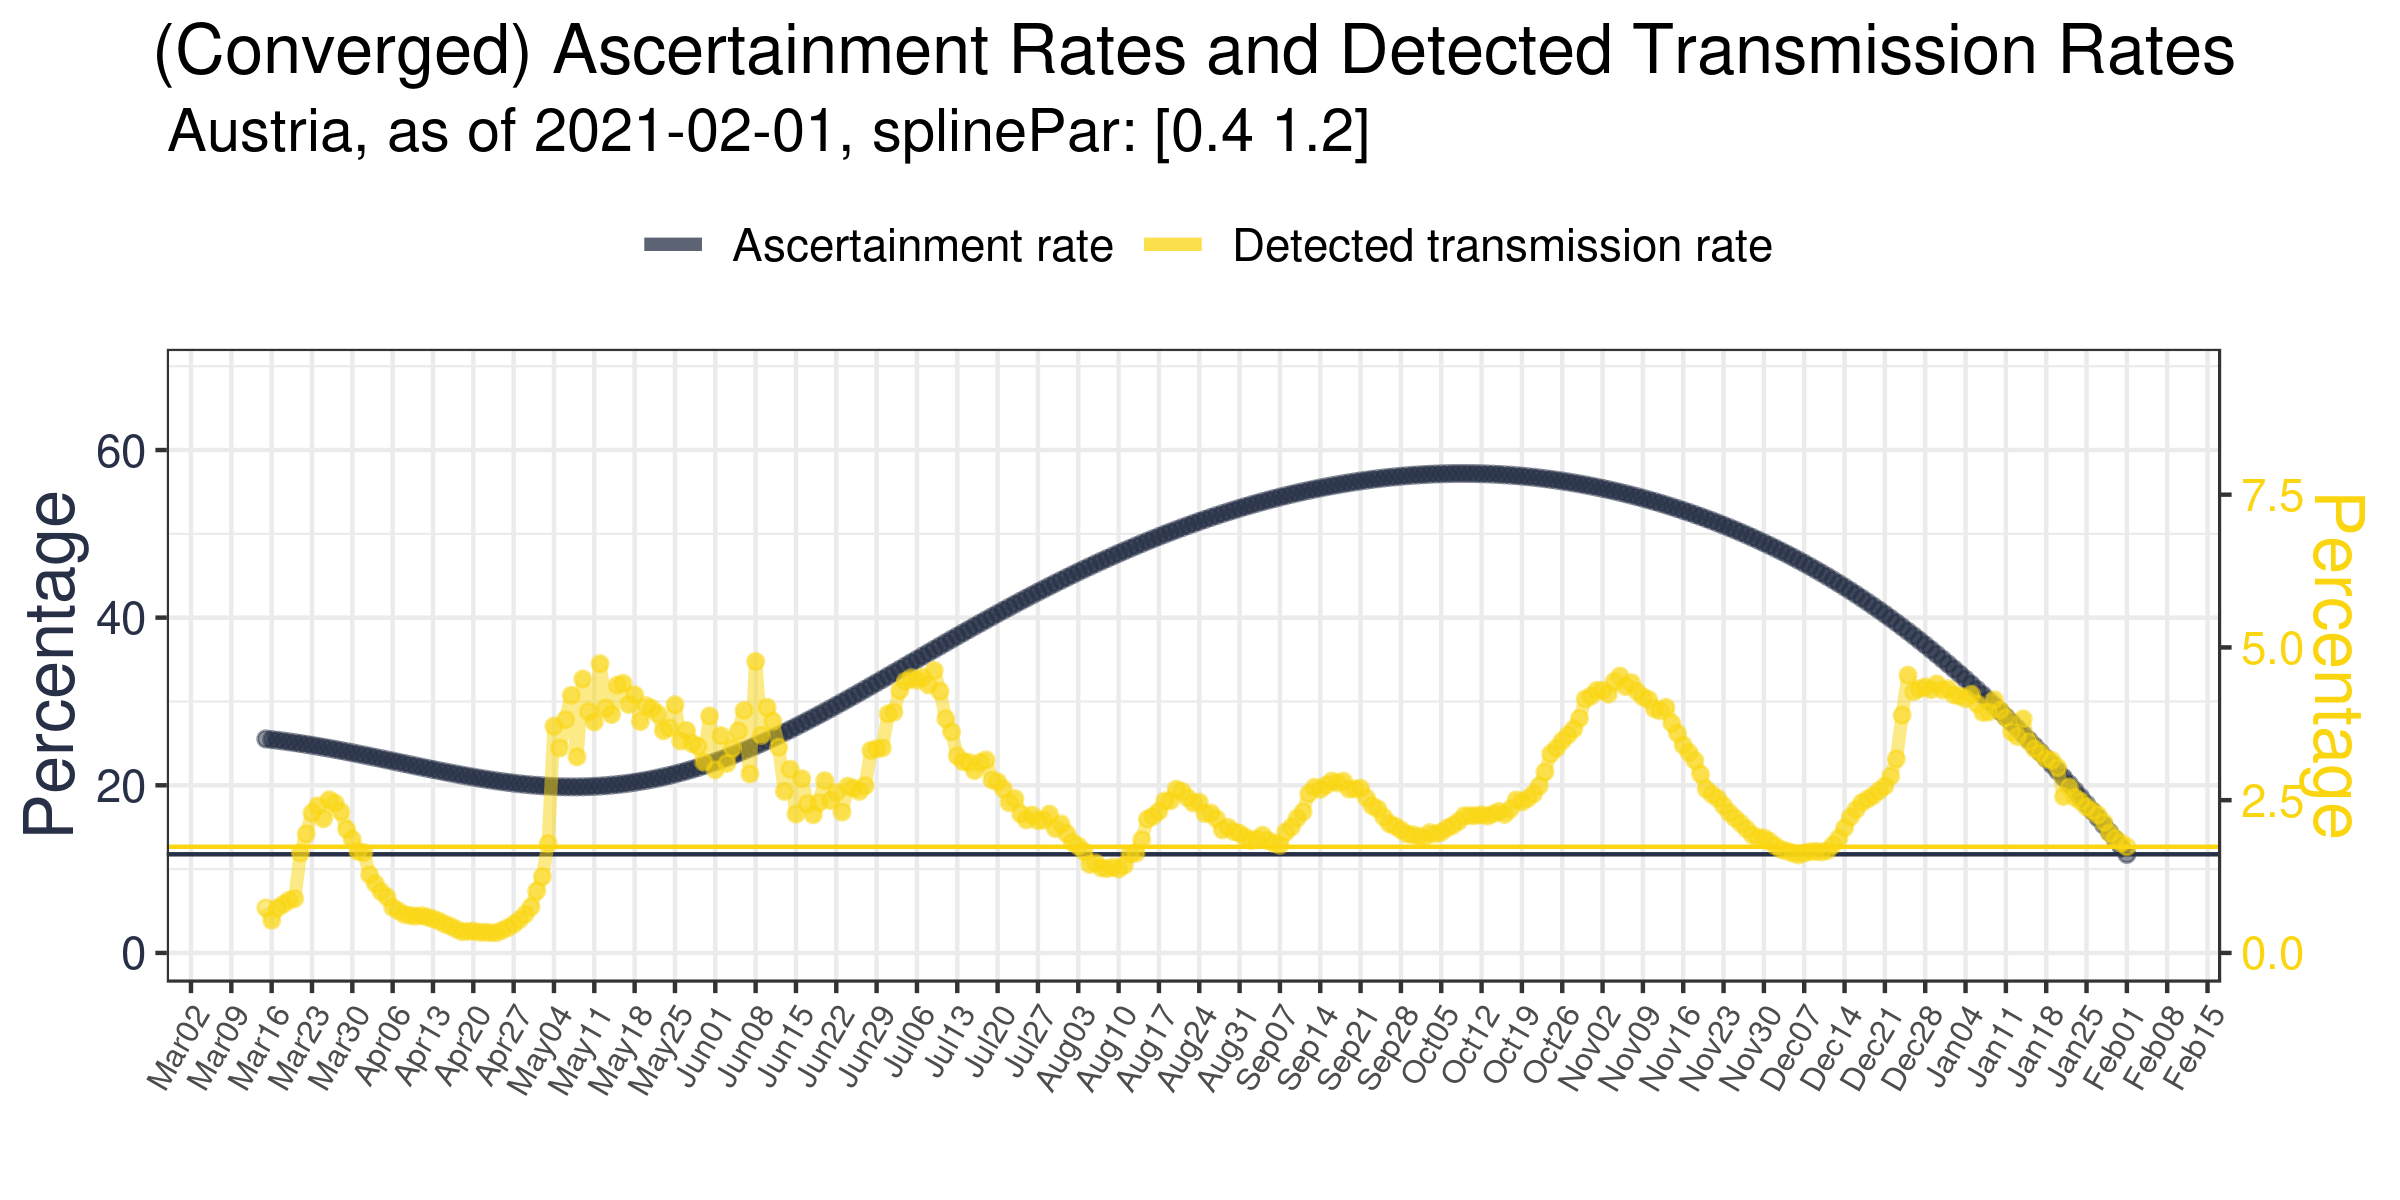 (Converged) Ascertainment Rates and Detected Transmission Rates
Austria, as of 2021-02-01, splinePar: [0.4 1.2]
Ascertainment rate
Detected transmission rate
Percentage
60
40
20
0
7.5
5.0
2.5
0.0
Percentage
Mar02
Mar09
Mar16
Mar23
Mar30
Apr06
Apr13
Apr20
Apr27
May04
May11
May18
May25
Jun01
Jun08
Jun15
Jun22
Jun29
Jul06
Jul13
Jul20
Jul27
Aug03
Aug10
Aug17
Aug24
Aug31
Sep07
Sep14
Sep21
Sep28
Oct05
Oct12
Oct19
Oct26
Nov02
Nov09
Nov16
Nov23
Nov30
Dec07
Dec14
Dec21
Dec28
Jan04
Jan11
Jan18
Jan25
Feb01
Feb08
Feb15